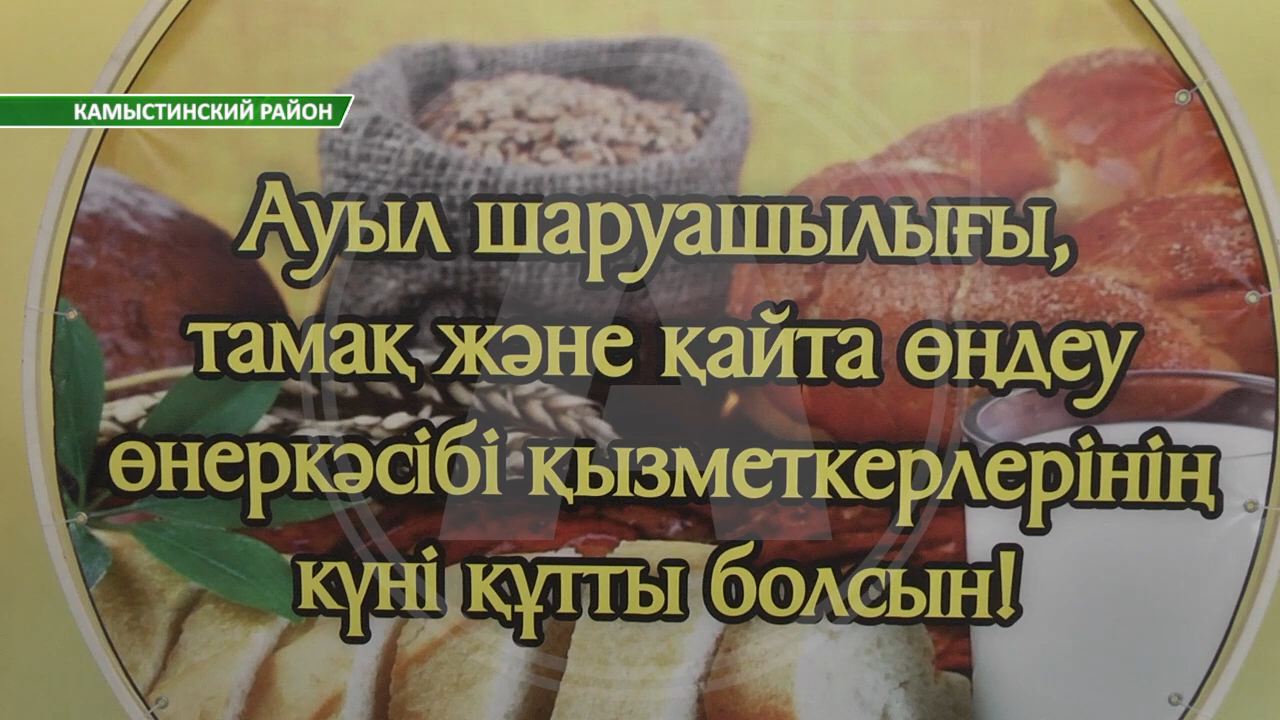 КАМЫСТИНСКИЙ РАЙОН
Ауыл шаруашылығы,
тамақ және қайта өңдеу
өнеркәсібі қызметкерлерінің
күні құтты болсын!